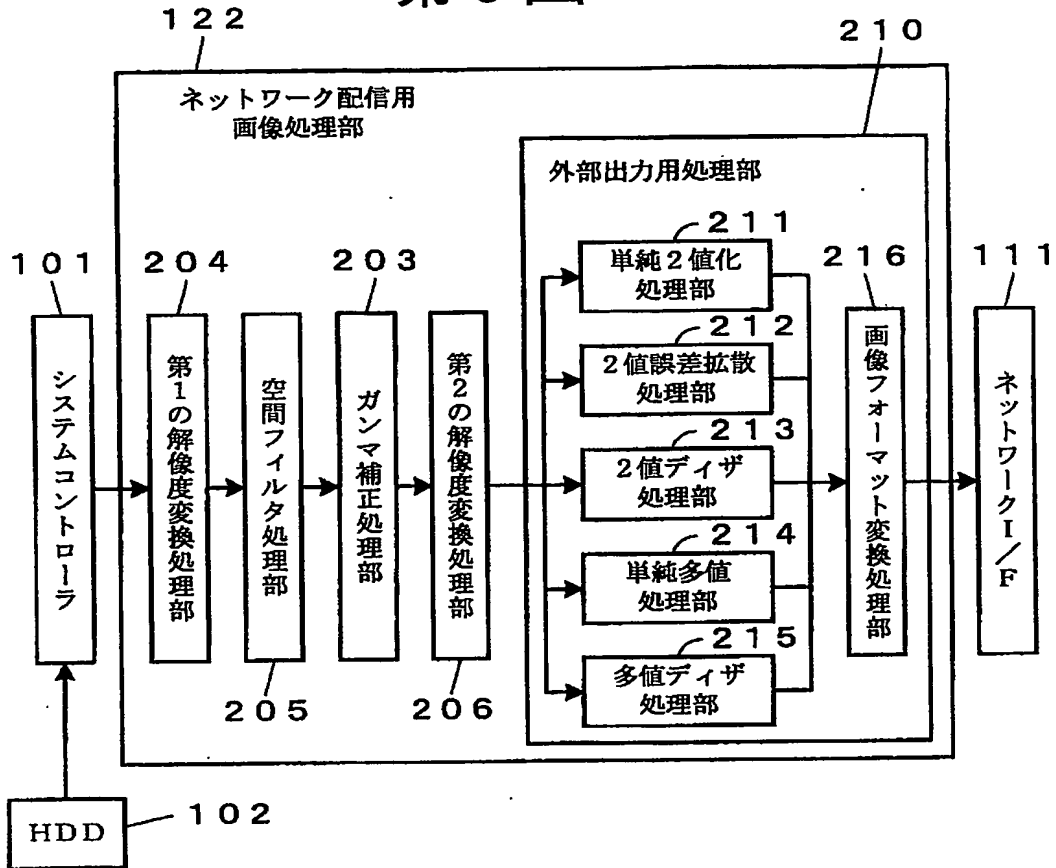 122
210
ネットワーク配信用
画像処理部
外部出力用処理部
101
204
203
211
216
111
単純2値化
処理部
212
2値誤差拡散
処理部
213
2値ディザ
処理部
214
単純多値
処理部
215
多値ディザ
処理部
システムコントローラ
第1の解像度変換処理部
空間フィルタ処理部
ガンマ補正処理部
第2の解像度変換処理部
画像フォーマット変換処理部
ネットワークI/F
205
206
HDD
102